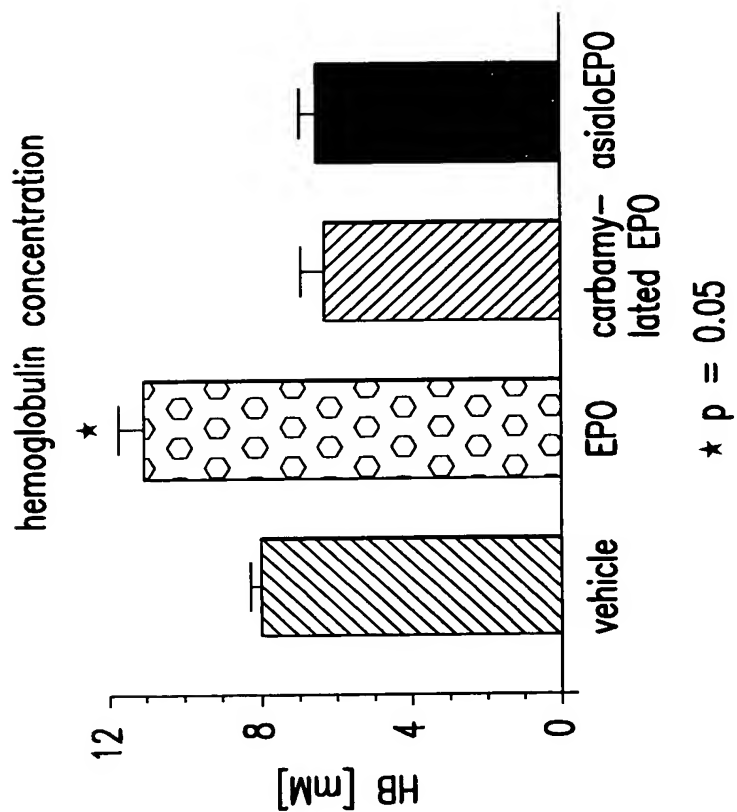 hemoglobulin concentration
★
HB [mM]
12
8
4
0
vehicle
EPO
carbamy-
lated EPO
asialoEPO
★ p = 0.05